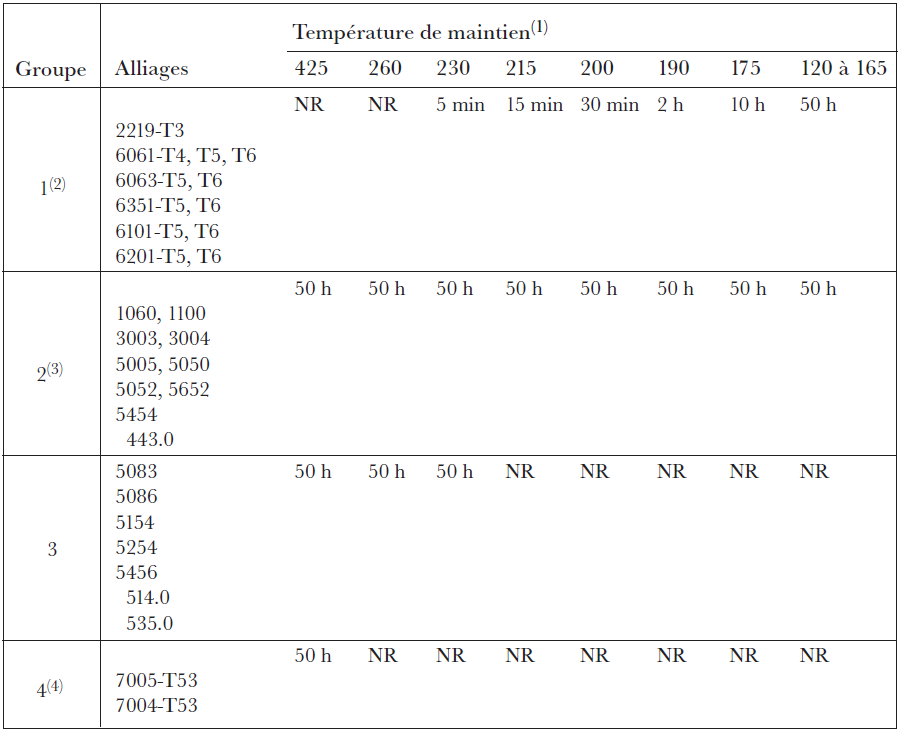 Température de maintien(1)
Groupe Alliages 425 260 230 215 200 190 175 120 à 165
NR NR 5 min 15 min 30 min 2 h 10 h 50 h
2219-T3
6061-T4, T5, T6
6063-T5, T6
1(2)
6351-T5, T6
6101-T5, T6
6201-T5, T6
50 h 50 h 50 h 50 h 50 h 50 h 50 h 50 h
1060, 1100
3003, 3004
5005, 5050
2(3)
5052, 5652
5454
443.0
5083 50 h 50 h 50 h NR NR NR NR NR
5086
5154
3 5254
5456
514.0
535.0
50 h NR NR NR NR NR NR NR
7005-T53
4(4)
7004-T53